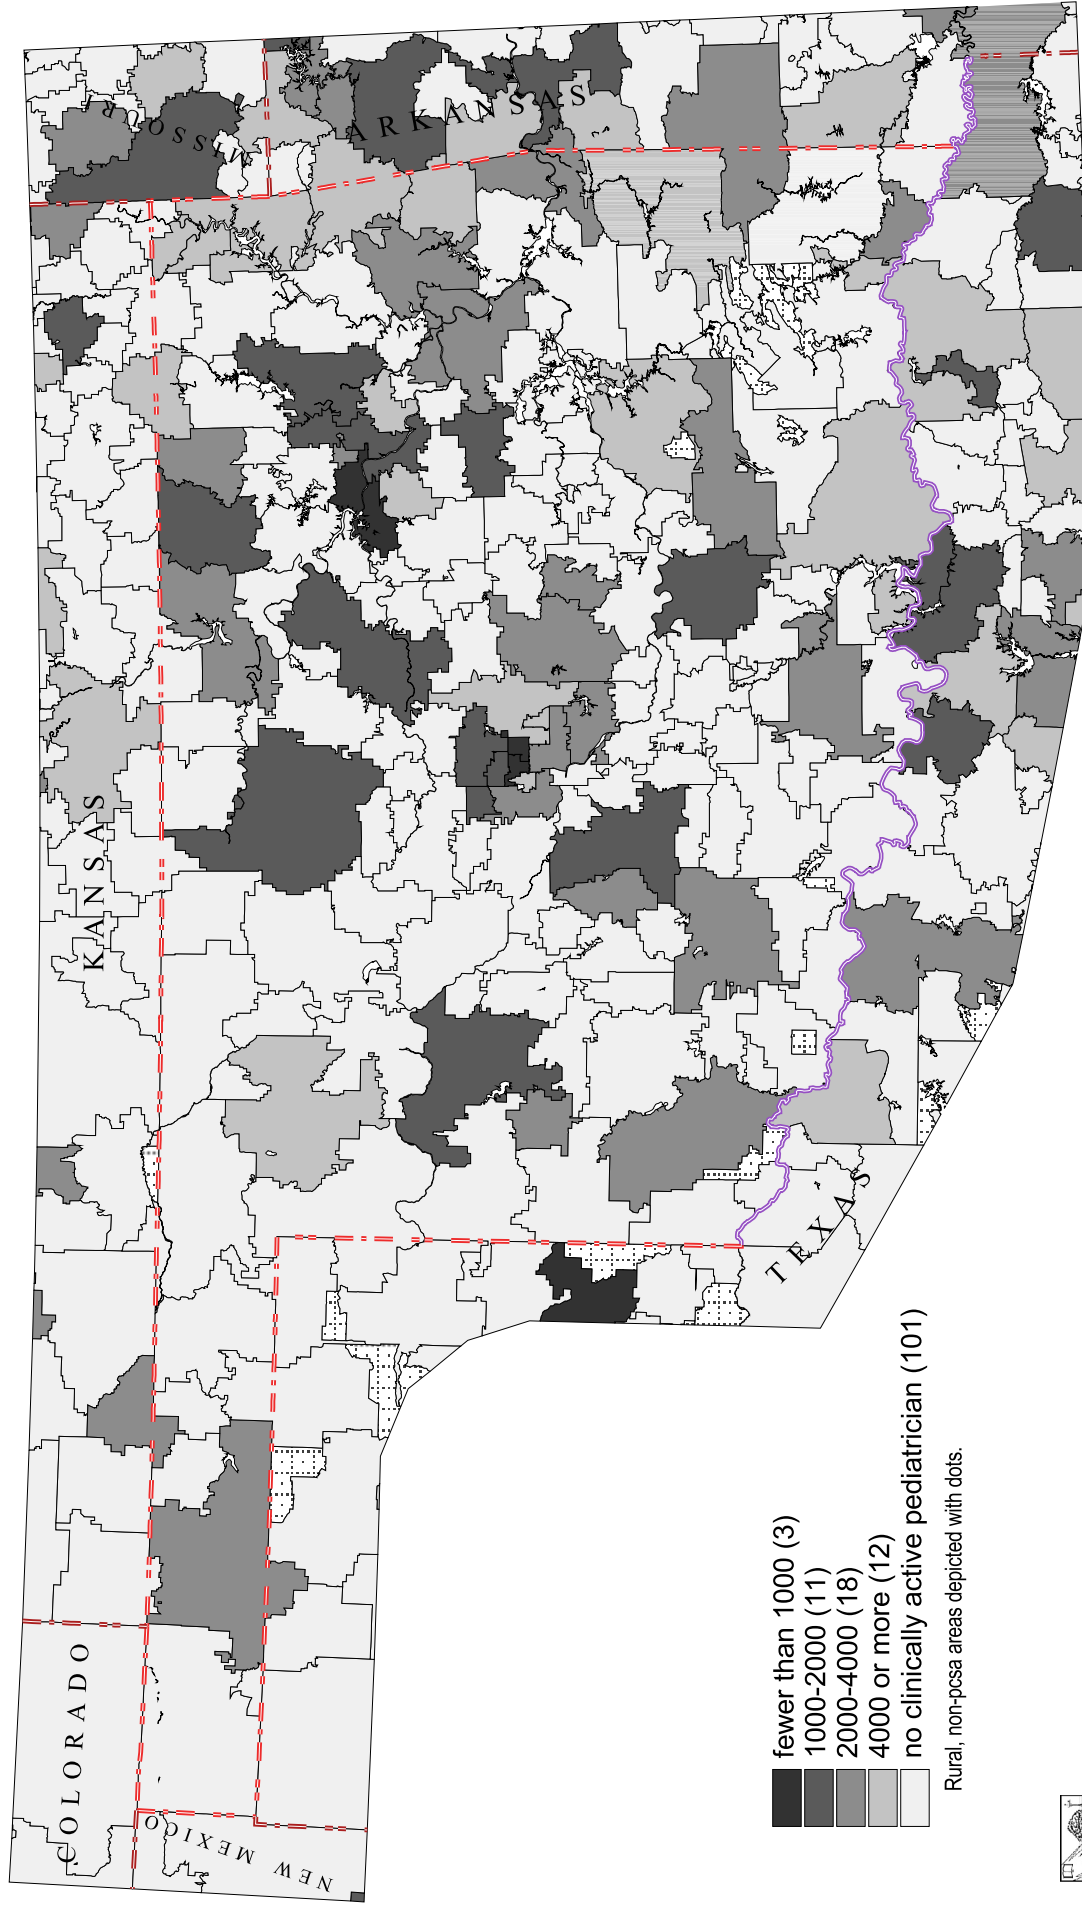 COLORADO
KANSAS
MISSOURI
ARKANSAS
NEW MEXICO
TEXAS
fewer than 1000 (3)
1000-2000 (11)
2000-4000 (18)
4000 or more (12)
no clinically active pediatrician (101)
Rural, non-pcsa areas depicted with dots.